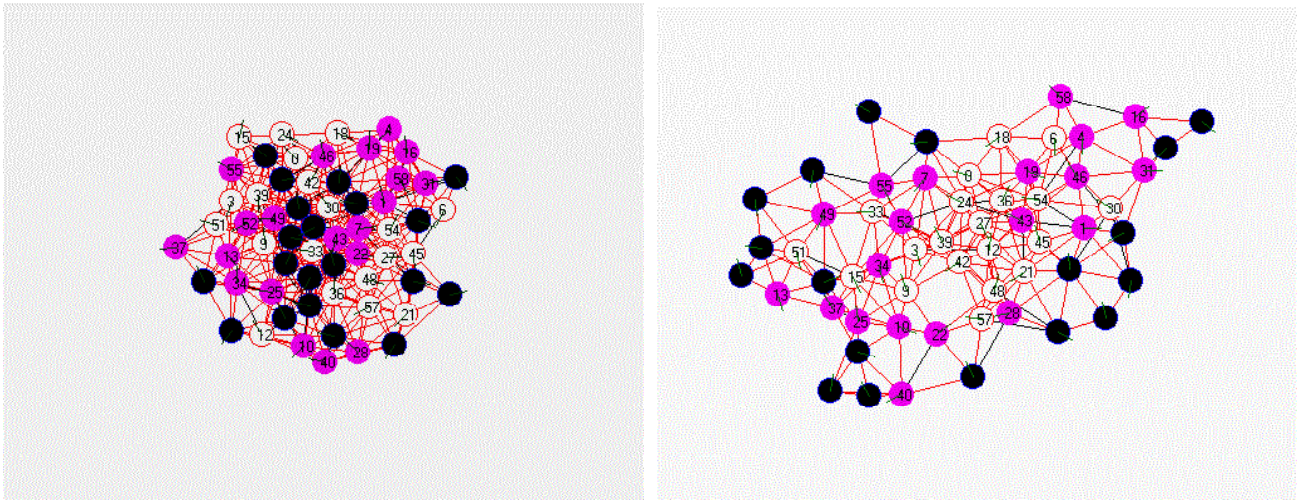 15 24 18 4
0 46 19 16
55 42 58 31
3 39 30 1 6
51 52 49 7 54
37 9 43 33 22 27 45
13 34 25 36 48
57 21
12 10 40 28
58 16
18 6 4
7 0 19 46 31
55 24 36 54 30
49 33 52 27 43 1
51 3 39 12 45
34 42 21
15 9 48
13 37 25 10 22 57 28
40